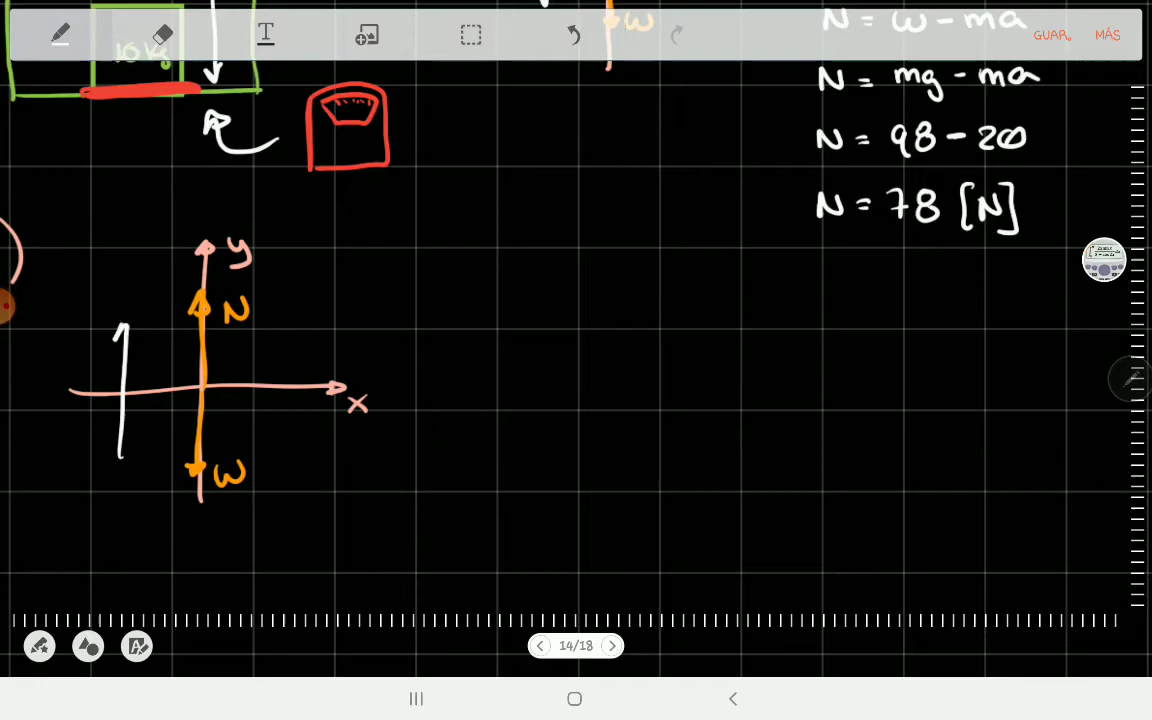 N = w - ma
GUAR.
MÁS
T
w
10 kg
N = mg - ma
N = 98 - 20
N = 78 [N]
y
N
x
w
14/18